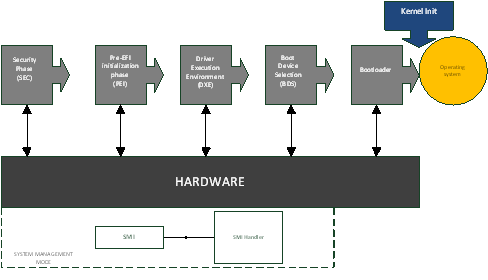 Kernel Init
Security
Phase
(SEC)
Pre-EFI
initialization
phase
(PEI)
Driver
Execution
Environment
(DXE)
Boot
Device
Selection
(BDS)
Bootloader
Operating
system
HARDWARE
SMI
SMI Handler
SYSTEM MANAGEMENT
MODE